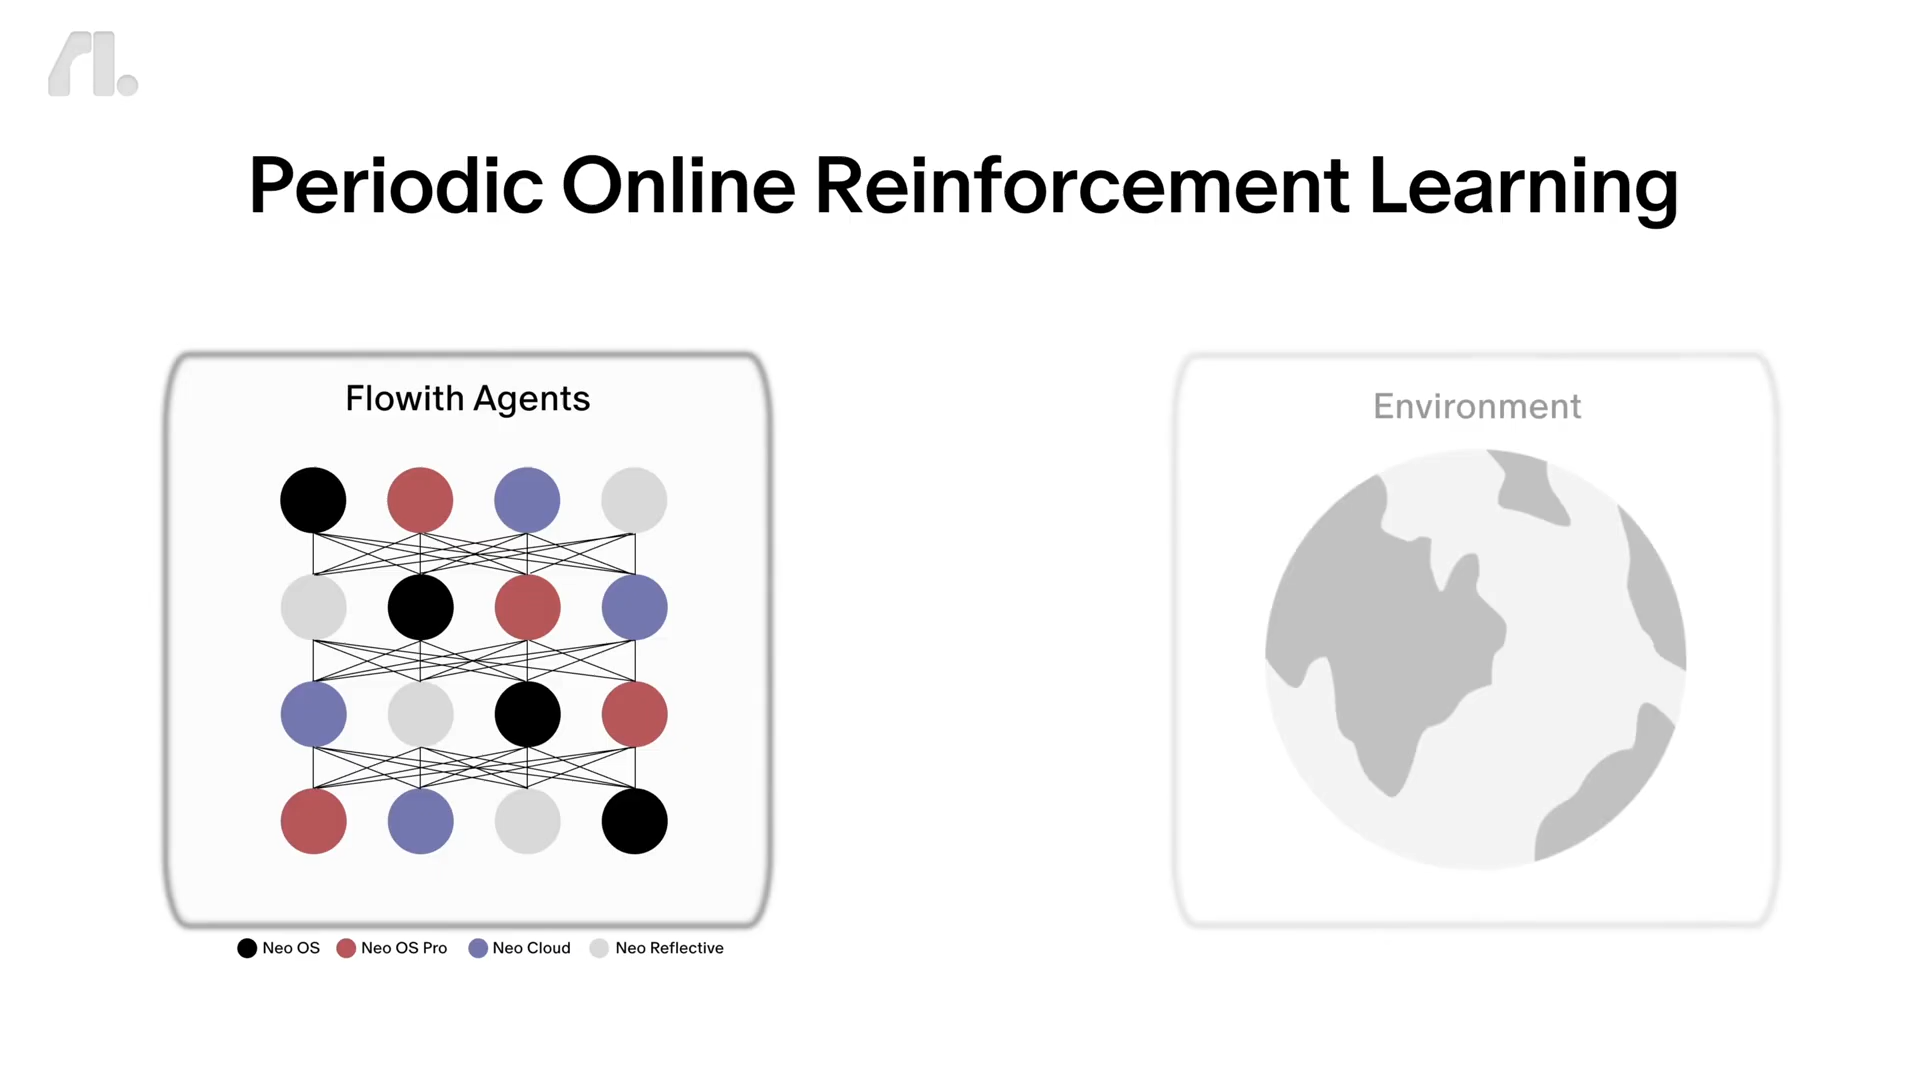 Periodic Online Reinforcement Learning
Flowith Agents
Environment
Neo OS
Neo OS Pro
Neo Cloud
Neo Reflective